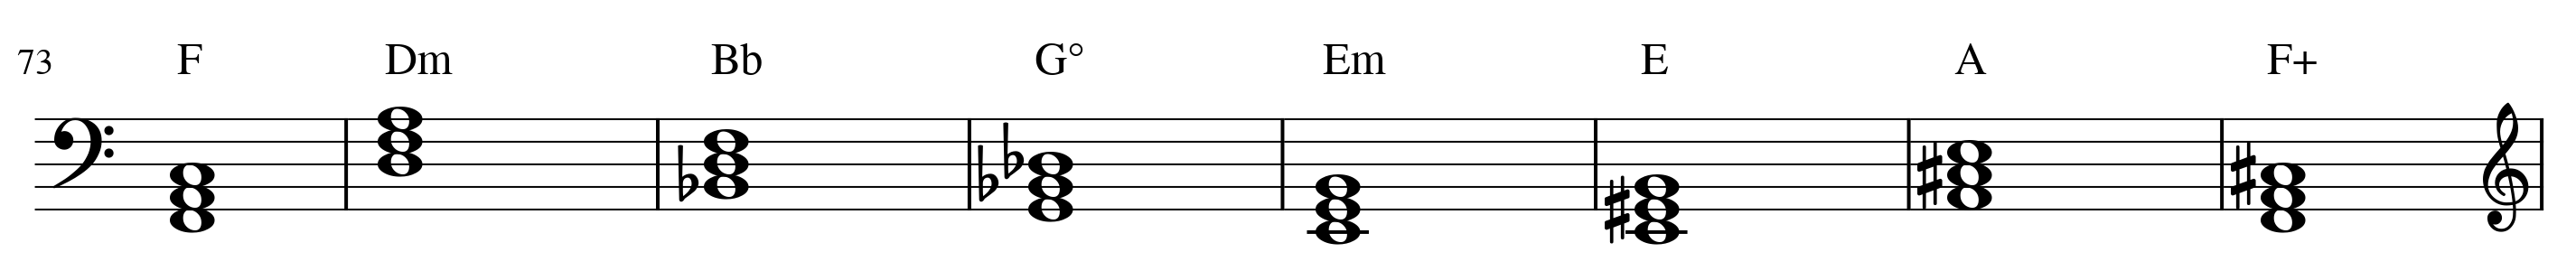 73 F Dm Bb G° Em E A F+